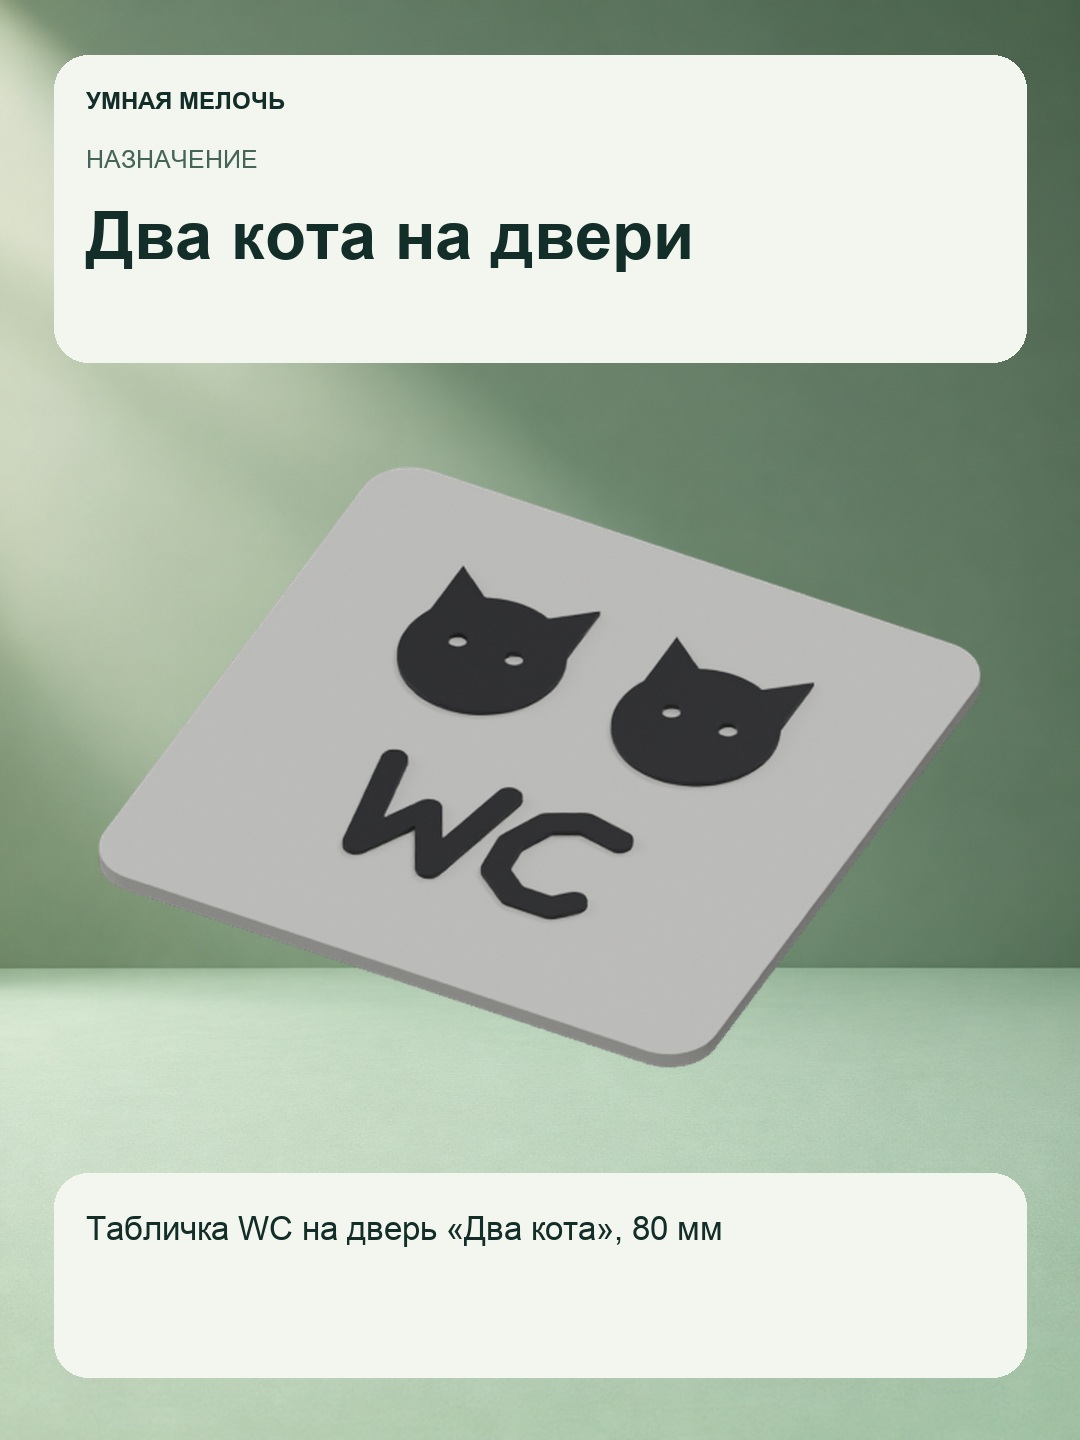 УМНАЯ МЕЛОЧЬ
НАЗНАЧЕНИЕ
Два кота на двери
WC
Табличка WC на дверь «Два кота», 80 мм